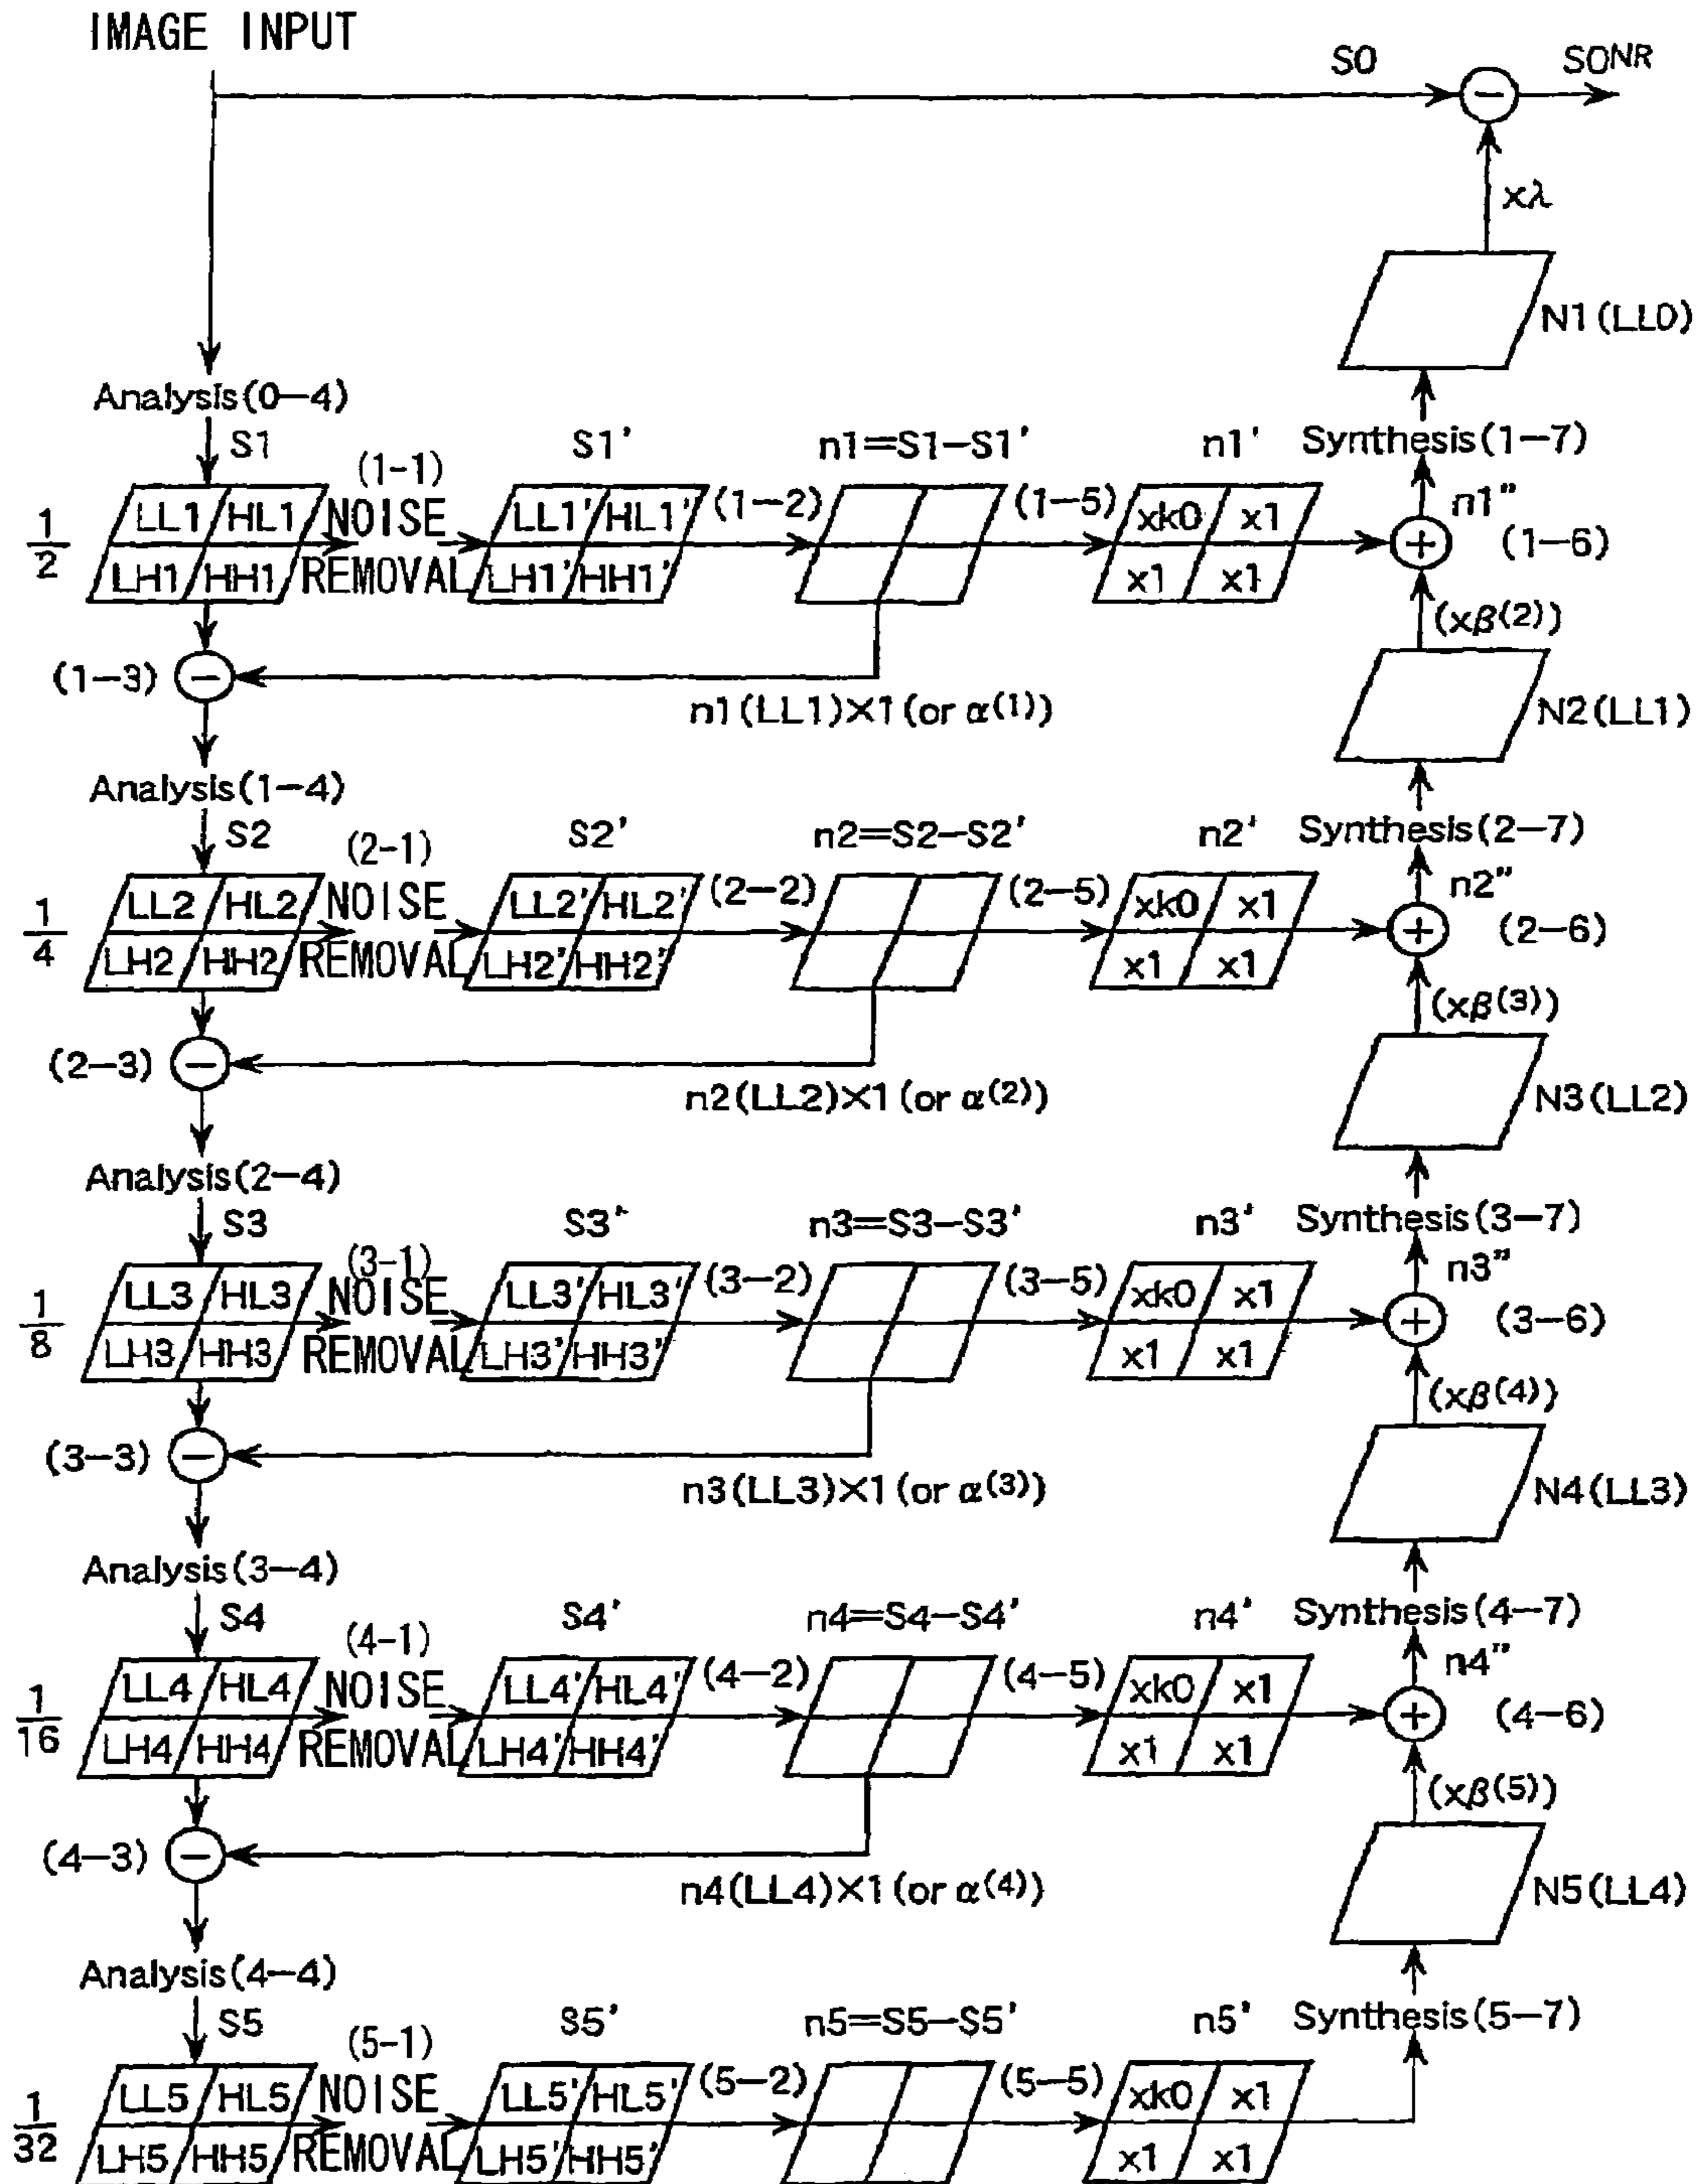 IMAGE INPUT
S0
S0NR
xλ
N1(LL0)
Analysis(0-4)
S1
(1-1)
S1'
n1=S1-S1'
n1'
Synthesis(1-7)
n1"
1/2
LL1 HL1
LH1 HH1
NOISE
REMOVAL
LL1' HL1'
LH1' HH1'
(1-2)
(1-5)
xk0 x1
x1 x1
+
(1-6)
(xβ(2))
(1-3)
n1(LL1)×1(or α(1))
N2(LL1)
Analysis(1-4)
S2
(2-1)
S2'
n2=S2-S2'
n2'
Synthesis(2-7)
n2"
1/4
LL2 HL2
LH2 HH2
NOISE
REMOVAL
LL2' HL2'
LH2' HH2'
(2-2)
(2-5)
xk0 x1
x1 x1
+
(2-6)
(xβ(3))
(2-3)
n2(LL2)×1(or α(2))
N3(LL2)
Analysis(2-4)
S3
(3-1)
S3'
n3=S3-S3'
n3'
Synthesis(3-7)
n3"
1/8
LL3 HL3
LH3 HH3
NOISE
REMOVAL
LL3' HL3'
LH3' HH3'
(3-2)
(3-5)
xk0 x1
x1 x1
+
(3-6)
(xβ(4))
(3-3)
n3(LL3)×1(or α(3))
N4(LL3)
Analysis(3-4)
S4
(4-1)
S4'
n4=S4-S4'
n4'
Synthesis(4-7)
n4"
1/16
LL4 HL4
LH4 HH4
NOISE
REMOVAL
LL4' HL4'
LH4' HH4'
(4-2)
(4-5)
xk0 x1
x1 x1
+
(4-6)
(xβ(5))
(4-3)
n4(LL4)×1(or α(4))
N5(LL4)
Analysis(4-4)
S5
(5-1)
S5'
n5=S5-S5'
n5'
Synthesis(5-7)
1/32
LL5 HL5
LH5 HH5
NOISE
REMOVAL
LL5' HL5'
LH5' HH5'
(5-2)
(5-5)
xk0 x1
x1 x1